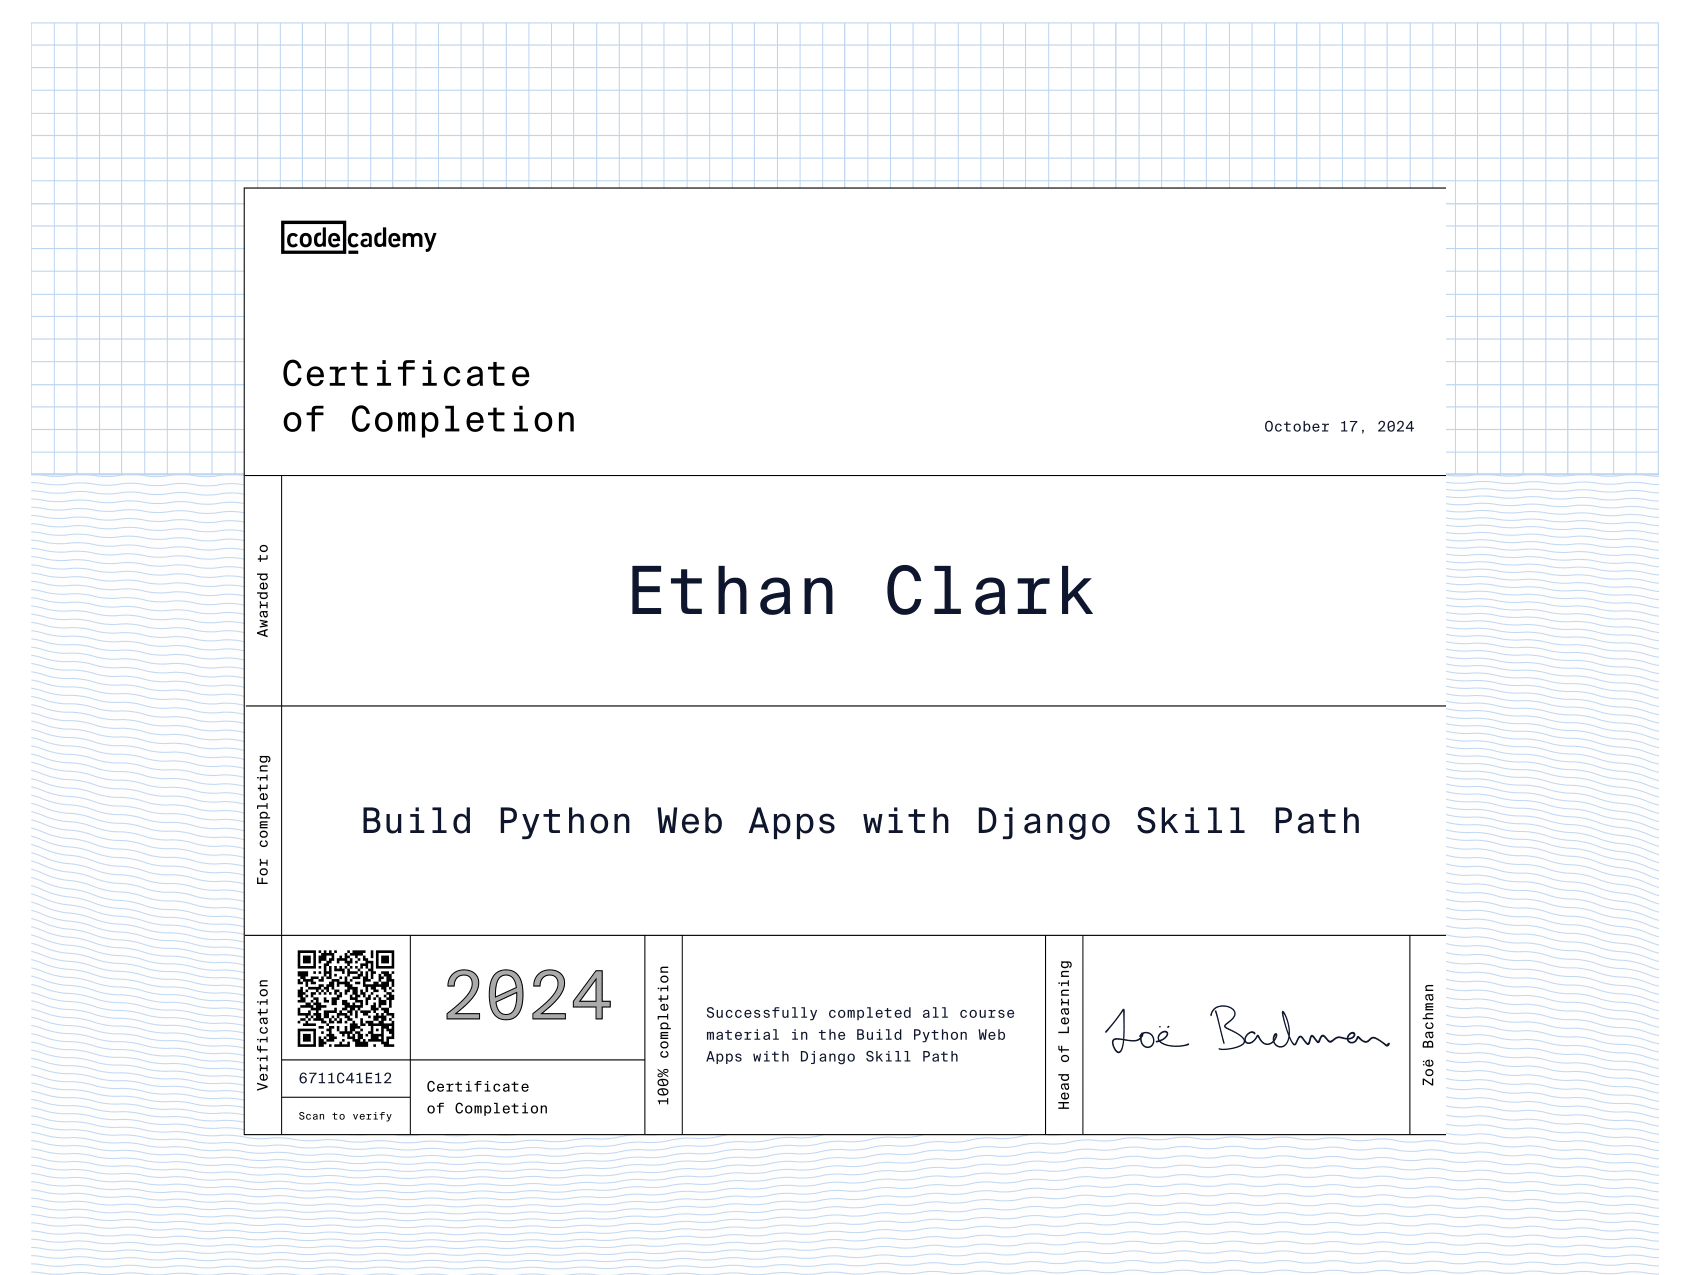 codecademy
Certificate
of Completion
October 17, 2024
Awarded to
Ethan Clark
For completing
Build Python Web Apps with Django Skill Path
Verification
6711C41E12
Scan to verify
2024
Certificate
of Completion
100% completion
Successfully completed all course
material in the Build Python Web
Apps with Django Skill Path
Head of Learning
Zoë Bachman
Zoë Bachman